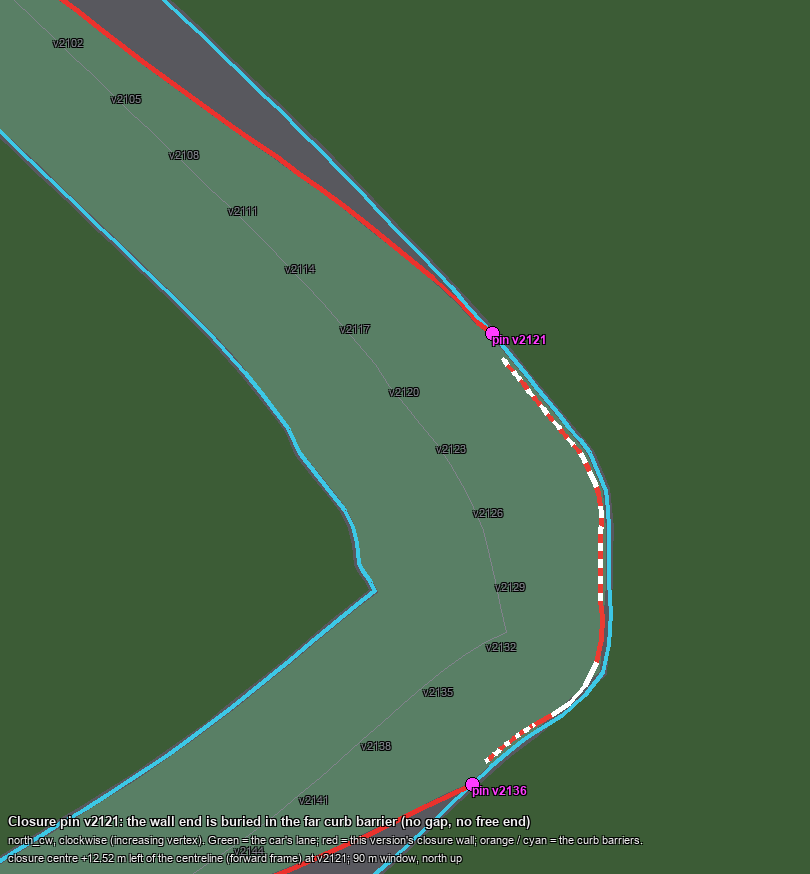 v2102
v2105
v2108
v2111
v2114
v2117
pin v2121
v2120
v2123
v2126
v2129
v2132
v2135
v2138
pin v2136
v2141
Closure pin v2121: the wall end is buried in the far curb barrier (no gap, no free end)
north_cw, clockwise (increasing vertex). Green = the car's lane; red = this version's closure wall; orange / cyan = the curb barriers.
v2144
closure centre +12.52 m left of the centreline (forward frame) at v2121; 90 m window, north up